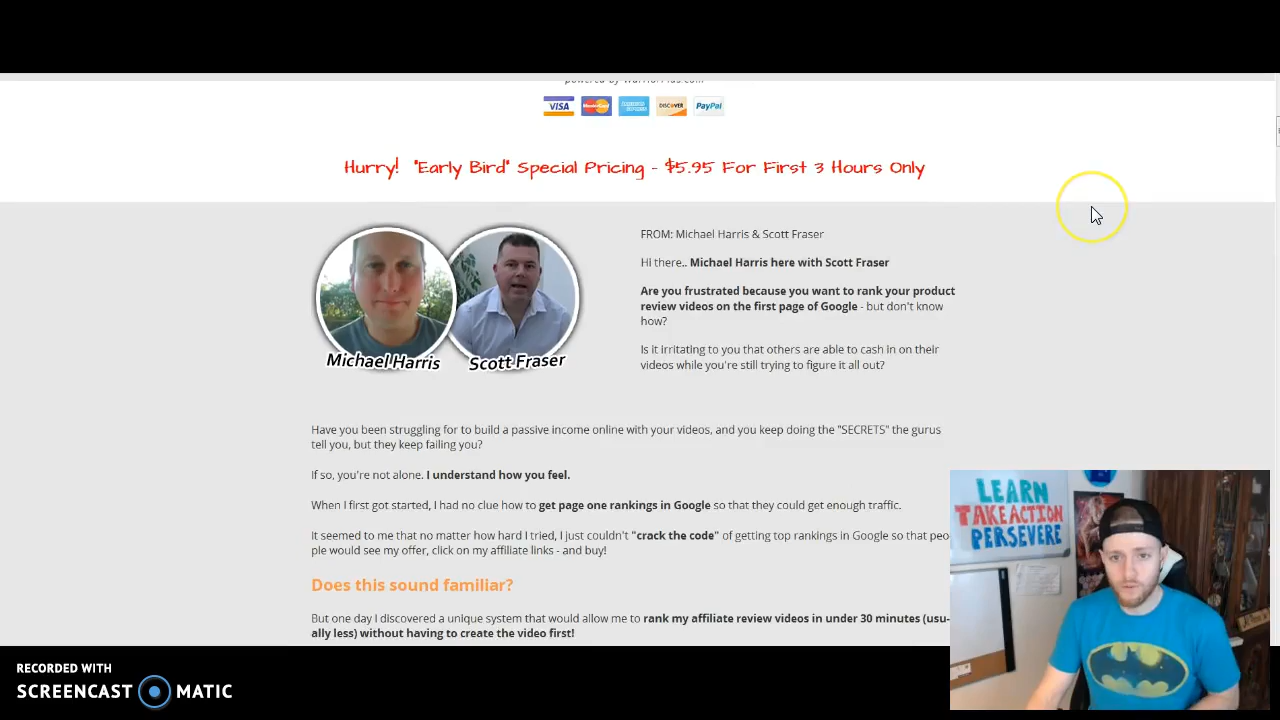 powered by WarriorPlus.com
VISA MasterCard DISCOVER PayPal
Hurry! "Early Bird" Special Pricing - $5.95 For First 3 Hours Only
FROM: Michael Harris & Scott Fraser
Hi there.. Michael Harris here with Scott Fraser
Are you frustrated because you want to rank your product
review videos on the first page of Google - but don't know
how?
Is it irritating to you that others are able to cash in on their
videos while you're still trying to figure it all out?
Michael Harris
Scott Fraser
Have you been struggling for to build a passive income online with your videos, and you keep doing the "SECRETS" the gurus
tell you, but they keep failing you?
If so, you're not alone. I understand how you feel.
When I first got started, I had no clue how to get page one rankings in Google so that they could get enough traffic.
It seemed to me that no matter how hard I tried, I just couldn't "crack the code" of getting top rankings in Google so that peo-
ple would see my offer, click on my affiliate links - and buy!
Does this sound familiar?
But one day I discovered a unique system that would allow me to rank my affiliate review videos in under 30 minutes (usu-
ally less) without having to create the video first!
LEARN
TAKE ACTION
PERSEVERE
RECORDED WITH
SCREENCAST MATIC